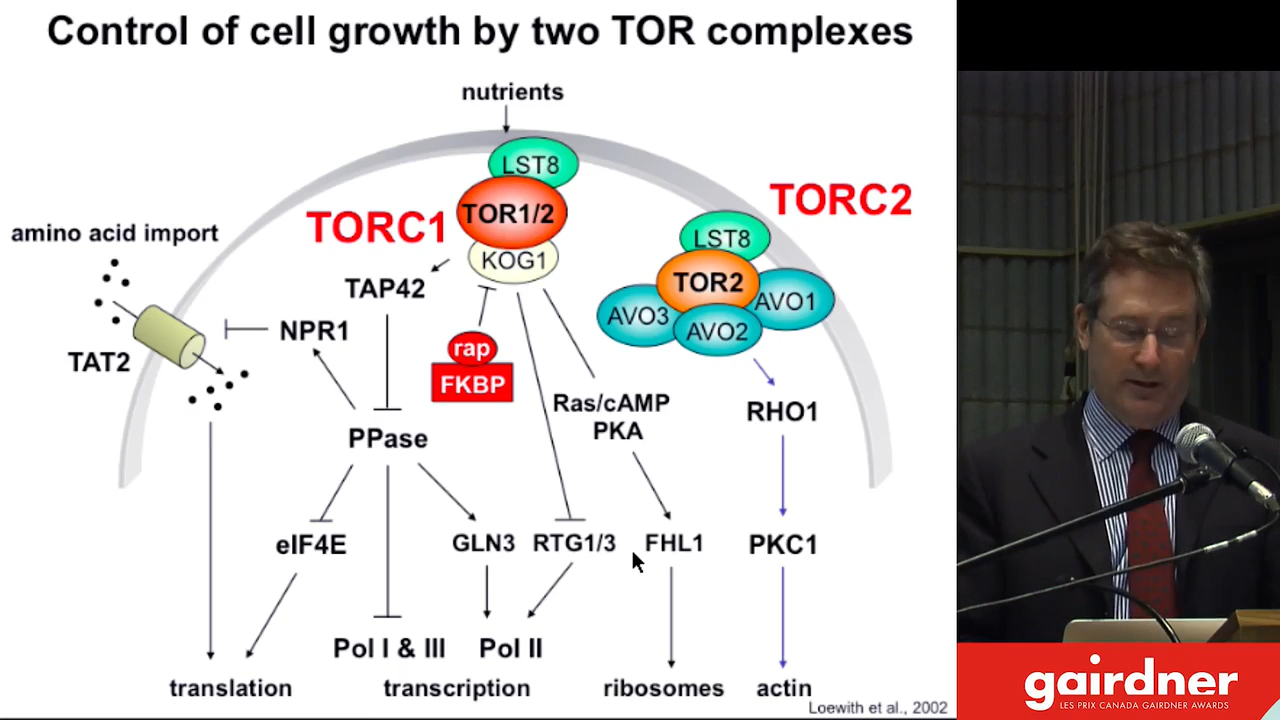 Control of cell growth by two TOR complexes
nutrients
LST8
TOR1/2
KOG1
TORC1
TORC2
LST8
TOR2
AVO1
AVO3
AVO2
amino acid import
TAT2
NPR1
TAP42
rap
FKBP
PPase
Ras/cAMP
PKA
RHO1
eIF4E
GLN3
RTG1/3
FHL1
PKC1
Pol I & III
Pol II
translation
transcription
ribosomes
actin
Loewith et al., 2002
gairdner
LES PRIX CANADA GAIRDNER AWARDS